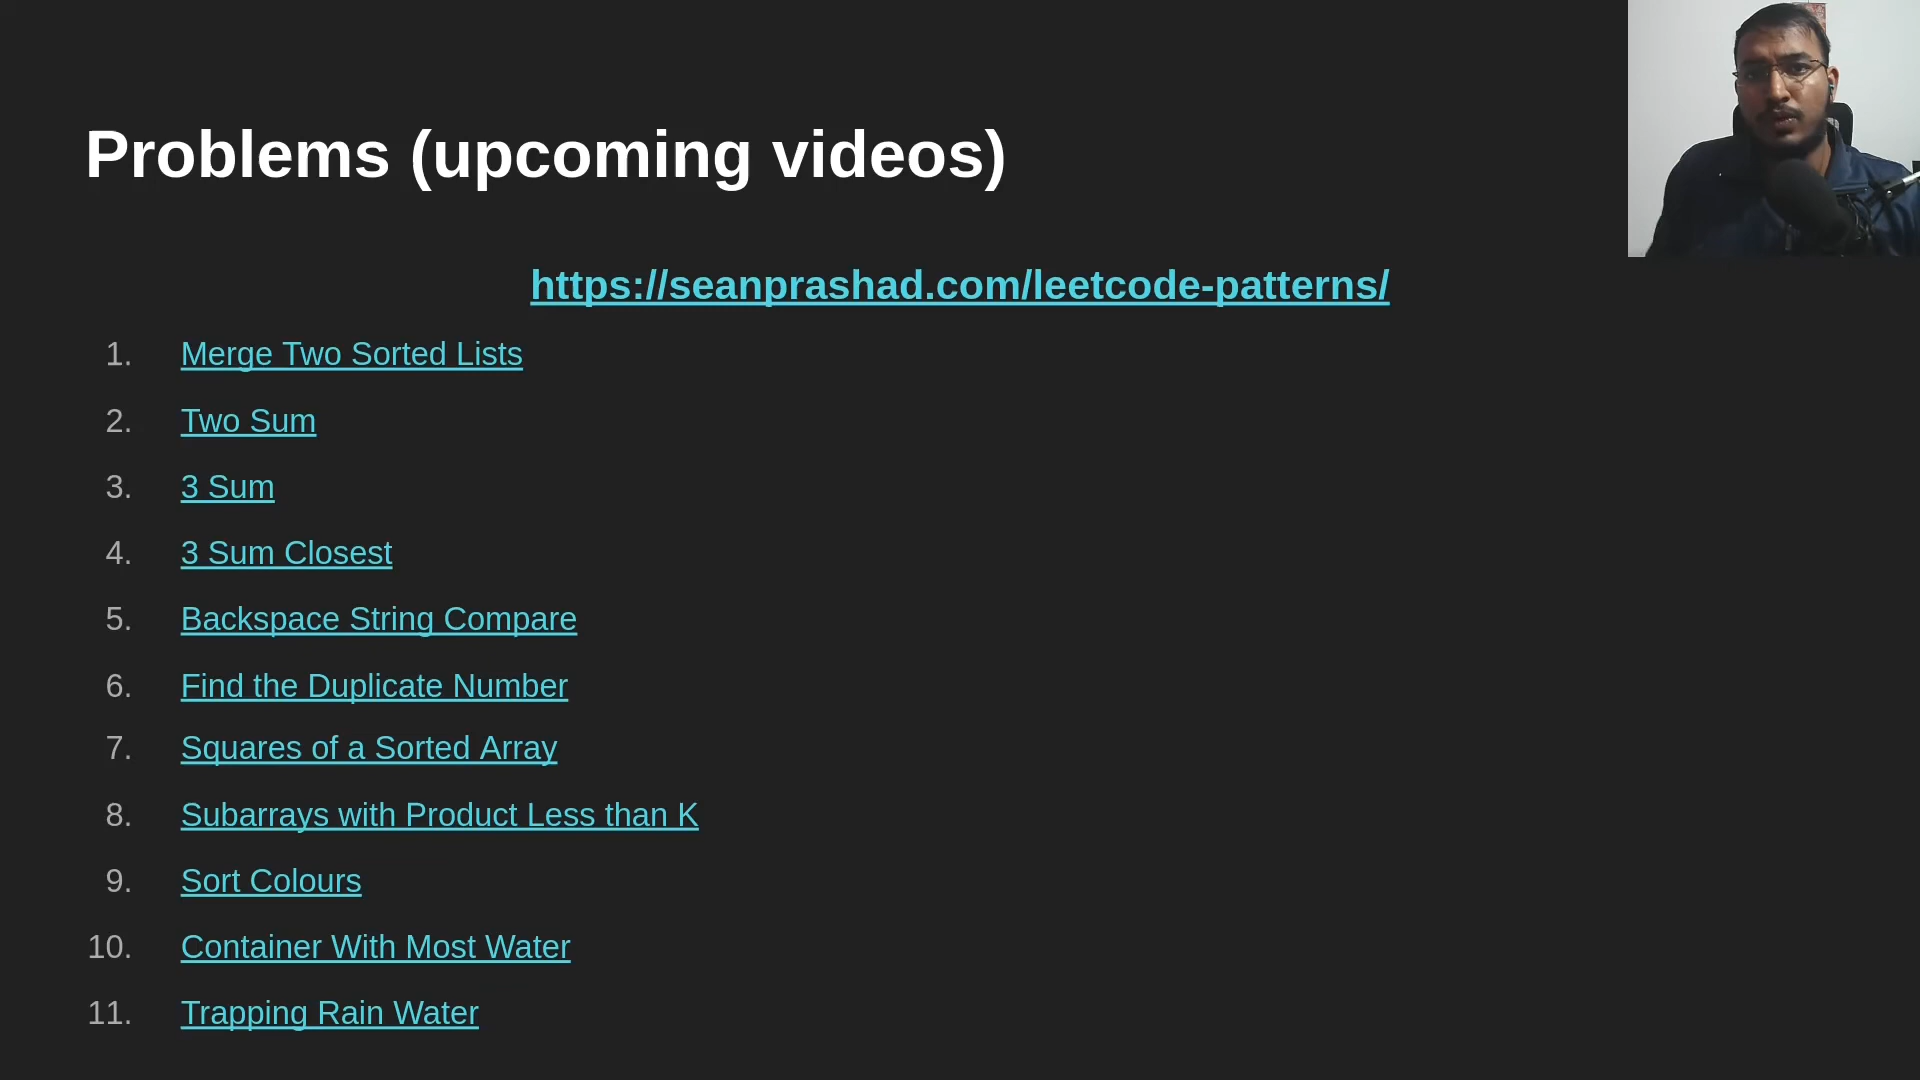 Problems (upcoming videos)
https://seanprashad.com/leetcode-patterns/
1. Merge Two Sorted Lists
2. Two Sum
3. 3 Sum
4. 3 Sum Closest
5. Backspace String Compare
6. Find the Duplicate Number
7. Squares of a Sorted Array
8. Subarrays with Product Less than K
9. Sort Colours
10. Container With Most Water
11. Trapping Rain Water